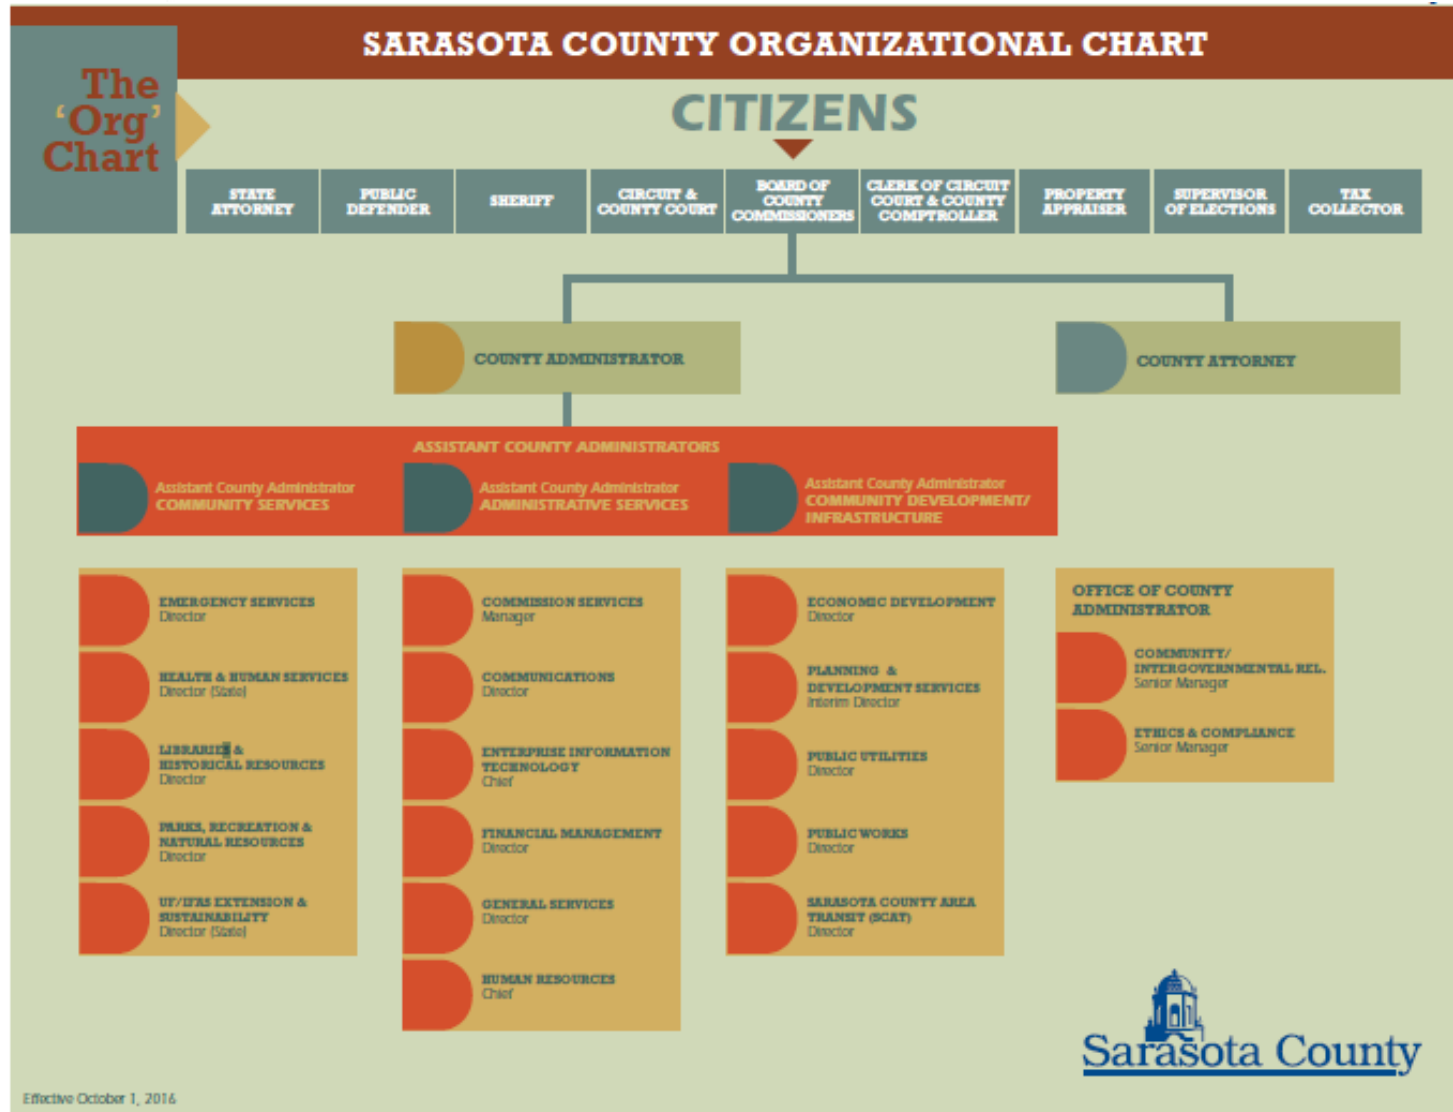 SARASOTA COUNTY ORGANIZATIONAL CHART
The
‘Org’
Chart
CITIZENS
STATE
ATTORNEY
PUBLIC
DEFENDER
SHERIFF
CIRCUIT &
COUNTY COURT
BOARD OF
COUNTY
COMMISSIONERS
CLERK OF CIRCUIT
COURT & COUNTY
COMPTROLLER
PROPERTY
APPRAISER
SUPERVISOR
OF ELECTIONS
TAX
COLLECTOR
COUNTY ADMINISTRATOR
COUNTY ATTORNEY
ASSISTANT COUNTY ADMINISTRATORS
Assistant County Administrator
COMMUNITY SERVICES
Assistant County Administrator
ADMINISTRATIVE SERVICES
Assistant County Administrator
COMMUNITY DEVELOPMENT/
INFRASTRUCTURE
EMERGENCY SERVICES
Director
HEALTH & HUMAN SERVICES
Director (State)
LIBRARIES &
HISTORICAL RESOURCES
Director
PARKS, RECREATION &
NATURAL RESOURCES
Director
UF/IFAS EXTENSION &
SUSTAINABILITY
Director (State)
COMMISSION SERVICES
Manager
COMMUNICATIONS
Director
ENTERPRISE INFORMATION
TECHNOLOGY
Chief
FINANCIAL MANAGEMENT
Director
GENERAL SERVICES
Director
HUMAN RESOURCES
Chief
ECONOMIC DEVELOPMENT
Director
PLANNING &
DEVELOPMENT SERVICES
Interim Director
PUBLIC UTILITIES
Director
PUBLIC WORKS
Director
SARASOTA COUNTY AREA
TRANSIT (SCAT)
Director
OFFICE OF COUNTY
ADMINISTRATOR
COMMUNITY/
INTERGOVERNMENTAL REL.
Senior Manager
ETHICS & COMPLIANCE
Senior Manager
Sarasota County
Effective October 1, 2016